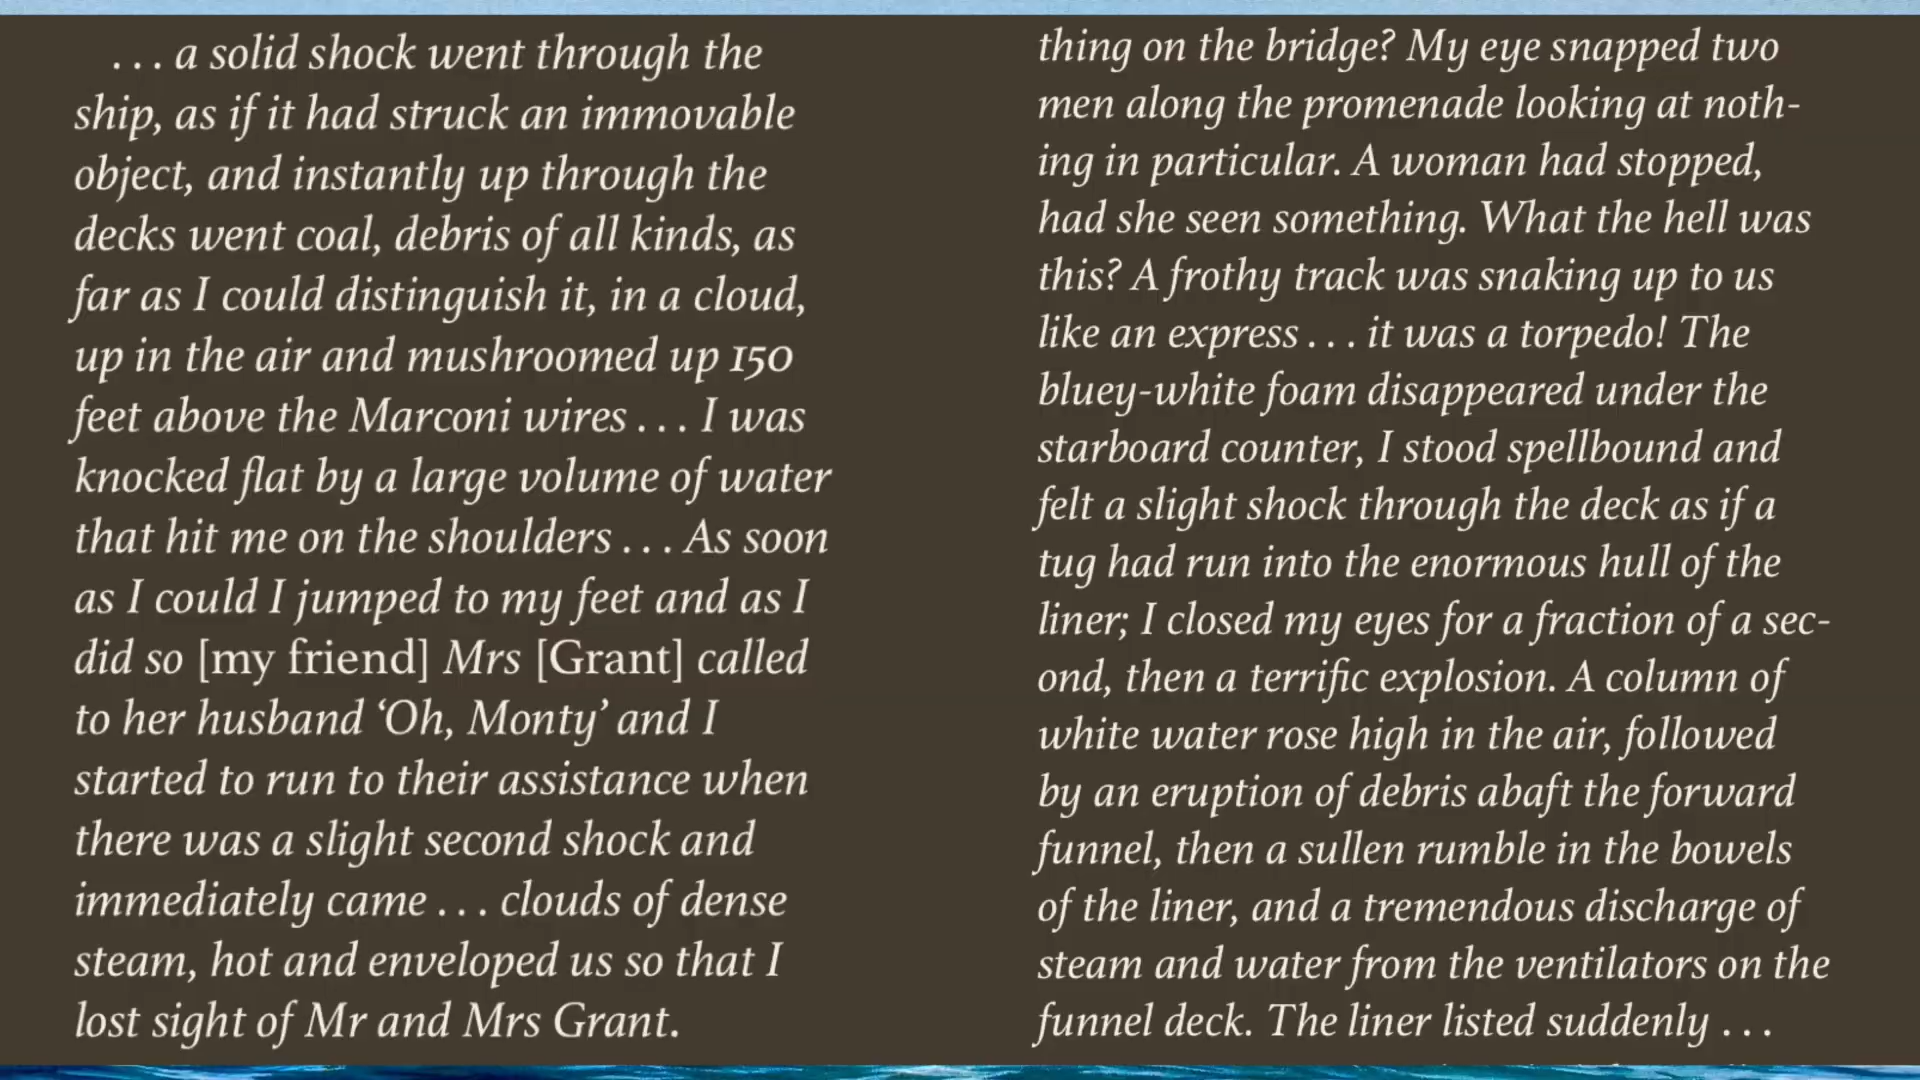 ... a solid shock went through the
ship, as if it had struck an immovable
object, and instantly up through the
decks went coal, debris of all kinds, as
far as I could distinguish it, in a cloud,
up in the air and mushroomed up 150
feet above the Marconi wires ... I was
knocked flat by a large volume of water
that hit me on the shoulders ... As soon
as I could I jumped to my feet and as I
did so [my friend] Mrs [Grant] called
to her husband ‘Oh, Monty’ and I
started to run to their assistance when
there was a slight second shock and
immediately came ... clouds of dense
steam, hot and enveloped us so that I
lost sight of Mr and Mrs Grant.
thing on the bridge? My eye snapped two
men along the promenade looking at noth-
ing in particular. A woman had stopped,
had she seen something. What the hell was
this? A frothy track was snaking up to us
like an express ... it was a torpedo! The
bluey-white foam disappeared under the
starboard counter, I stood spellbound and
felt a slight shock through the deck as if a
tug had run into the enormous hull of the
liner; I closed my eyes for a fraction of a sec-
ond, then a terrific explosion. A column of
white water rose high in the air, followed
by an eruption of debris abaft the forward
funnel, then a sullen rumble in the bowels
of the liner, and a tremendous discharge of
steam and water from the ventilators on the
funnel deck. The liner listed suddenly ...